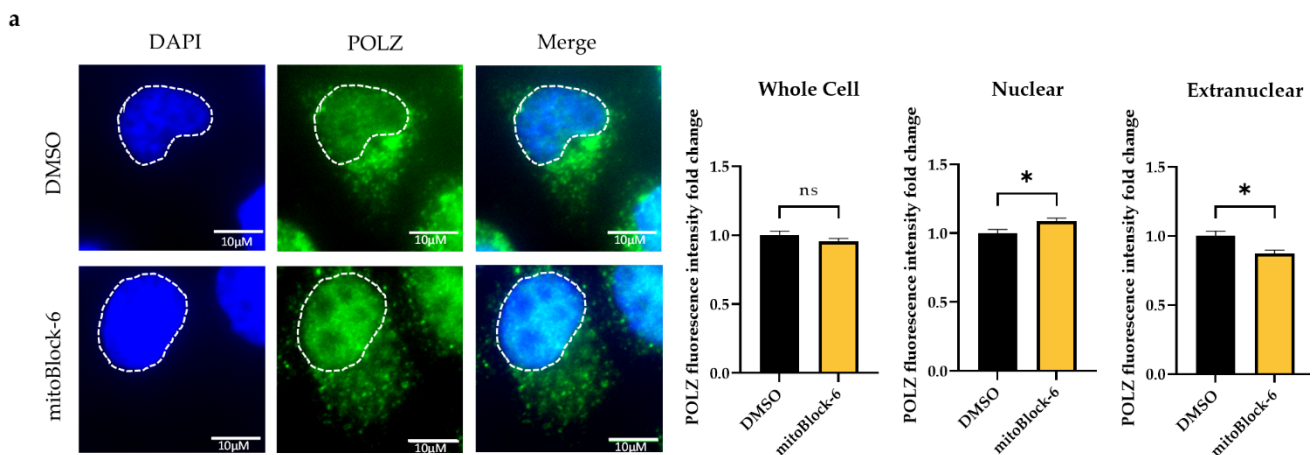 a
DAPI POLZ Merge
DMSO
10µM 10µM 10µM
mitoBlock-6
10µM 10µM 10µM
Whole Cell
POLZ fluorescence intensity fold change
1.5
1.0
0.5
0.0
ns
DMSO
mitoBlock-6
Nuclear
POLZ fluorescence intensity fold change
1.5
1.0
0.5
0.0
*
DMSO
mitoBlock-6
Extranuclear
POLZ fluorescence intensity fold change
1.5
1.0
0.5
0.0
*
DMSO
mitoBlock-6